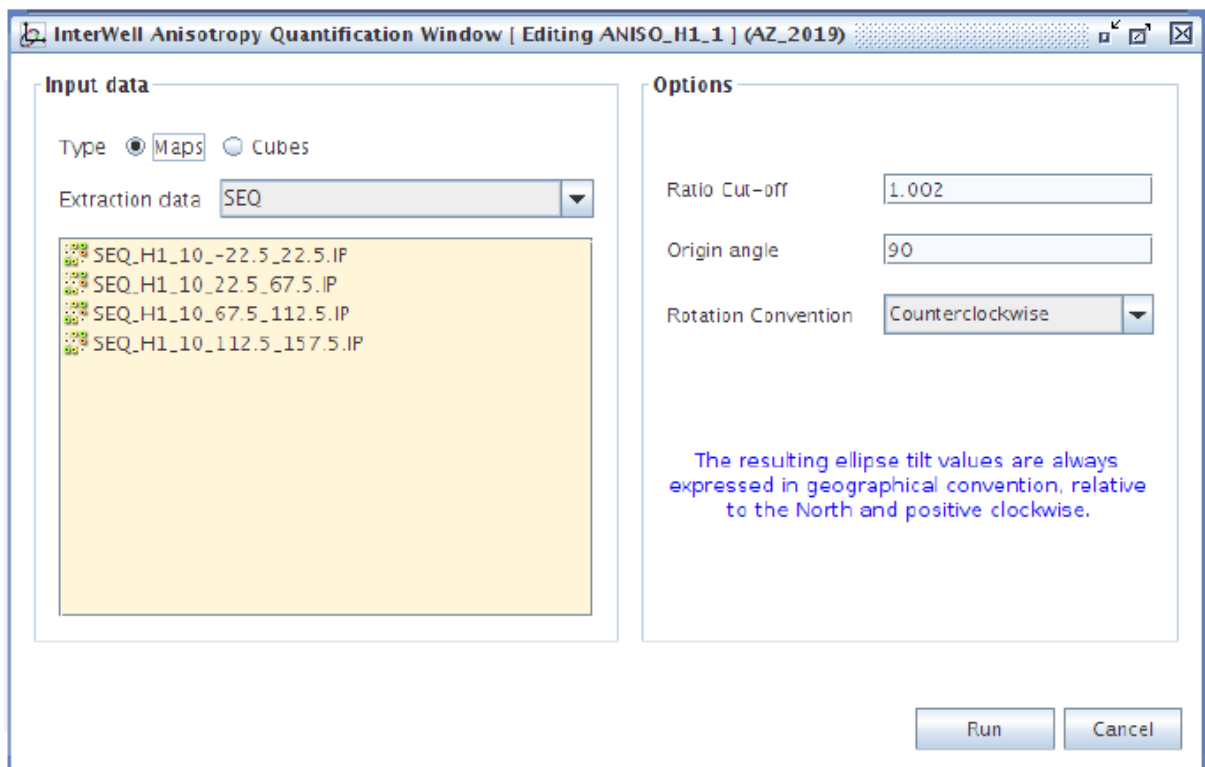 InterWell Anisotropy Quantification Window [ Editing ANISO_H1_1 ] (AZ_2019)
Input data
Type Maps Cubes
Extraction data SEQ
SEQ_H1_10_-22.5_22.5.IP
SEQ_H1_10_22.5_67.5.IP
SEQ_H1_10_67.5_112.5.IP
SEQ_H1_10_112.5_157.5.IP
Options
Ratio Cut-off 1.002
Origin angle 90
Rotation Convention Counterclockwise
The resulting ellipse tilt values are always
expressed in geographical convention, relative
to the North and positive clockwise.
Run Cancel